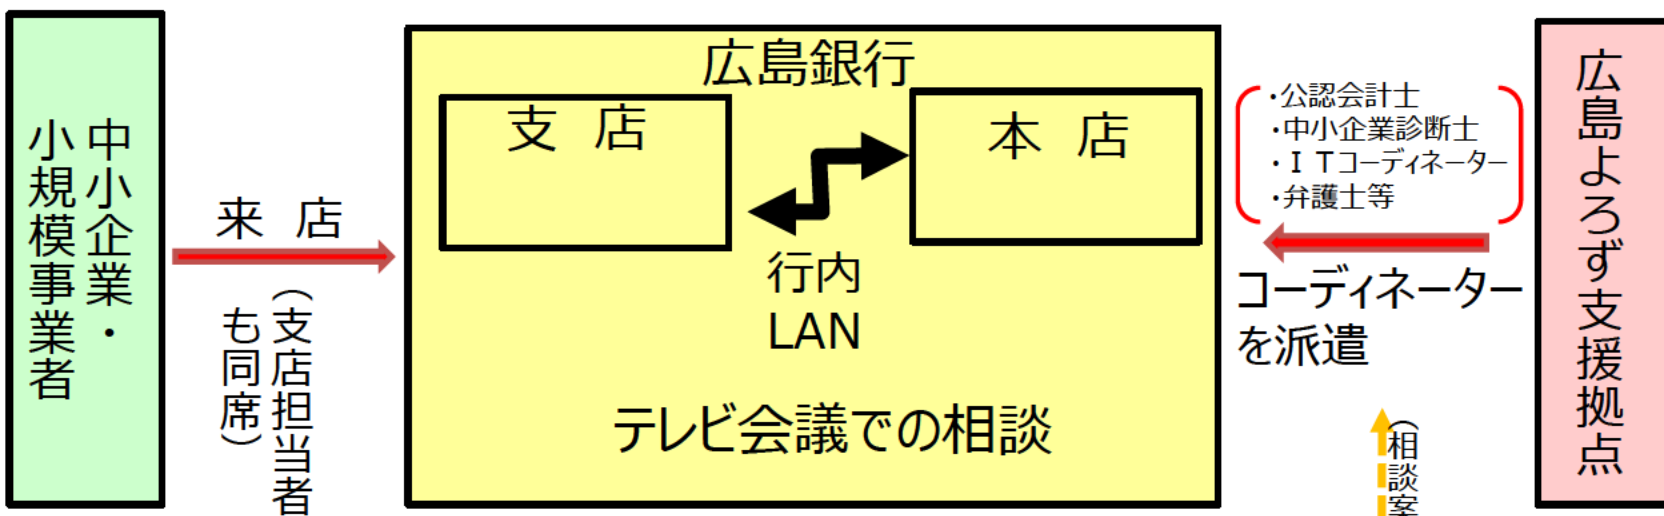 中小企業・
小規模事業者
来 店
（支店担当者
も同席）
広島銀行
支 店
本 店
行内
LAN
テレビ会議での相談
・公認会計士
・中小企業診断士
・ＩＴコーディネーター
・弁護士等
コーディネーター
を派遣
（相談案
広島よろず支援拠点